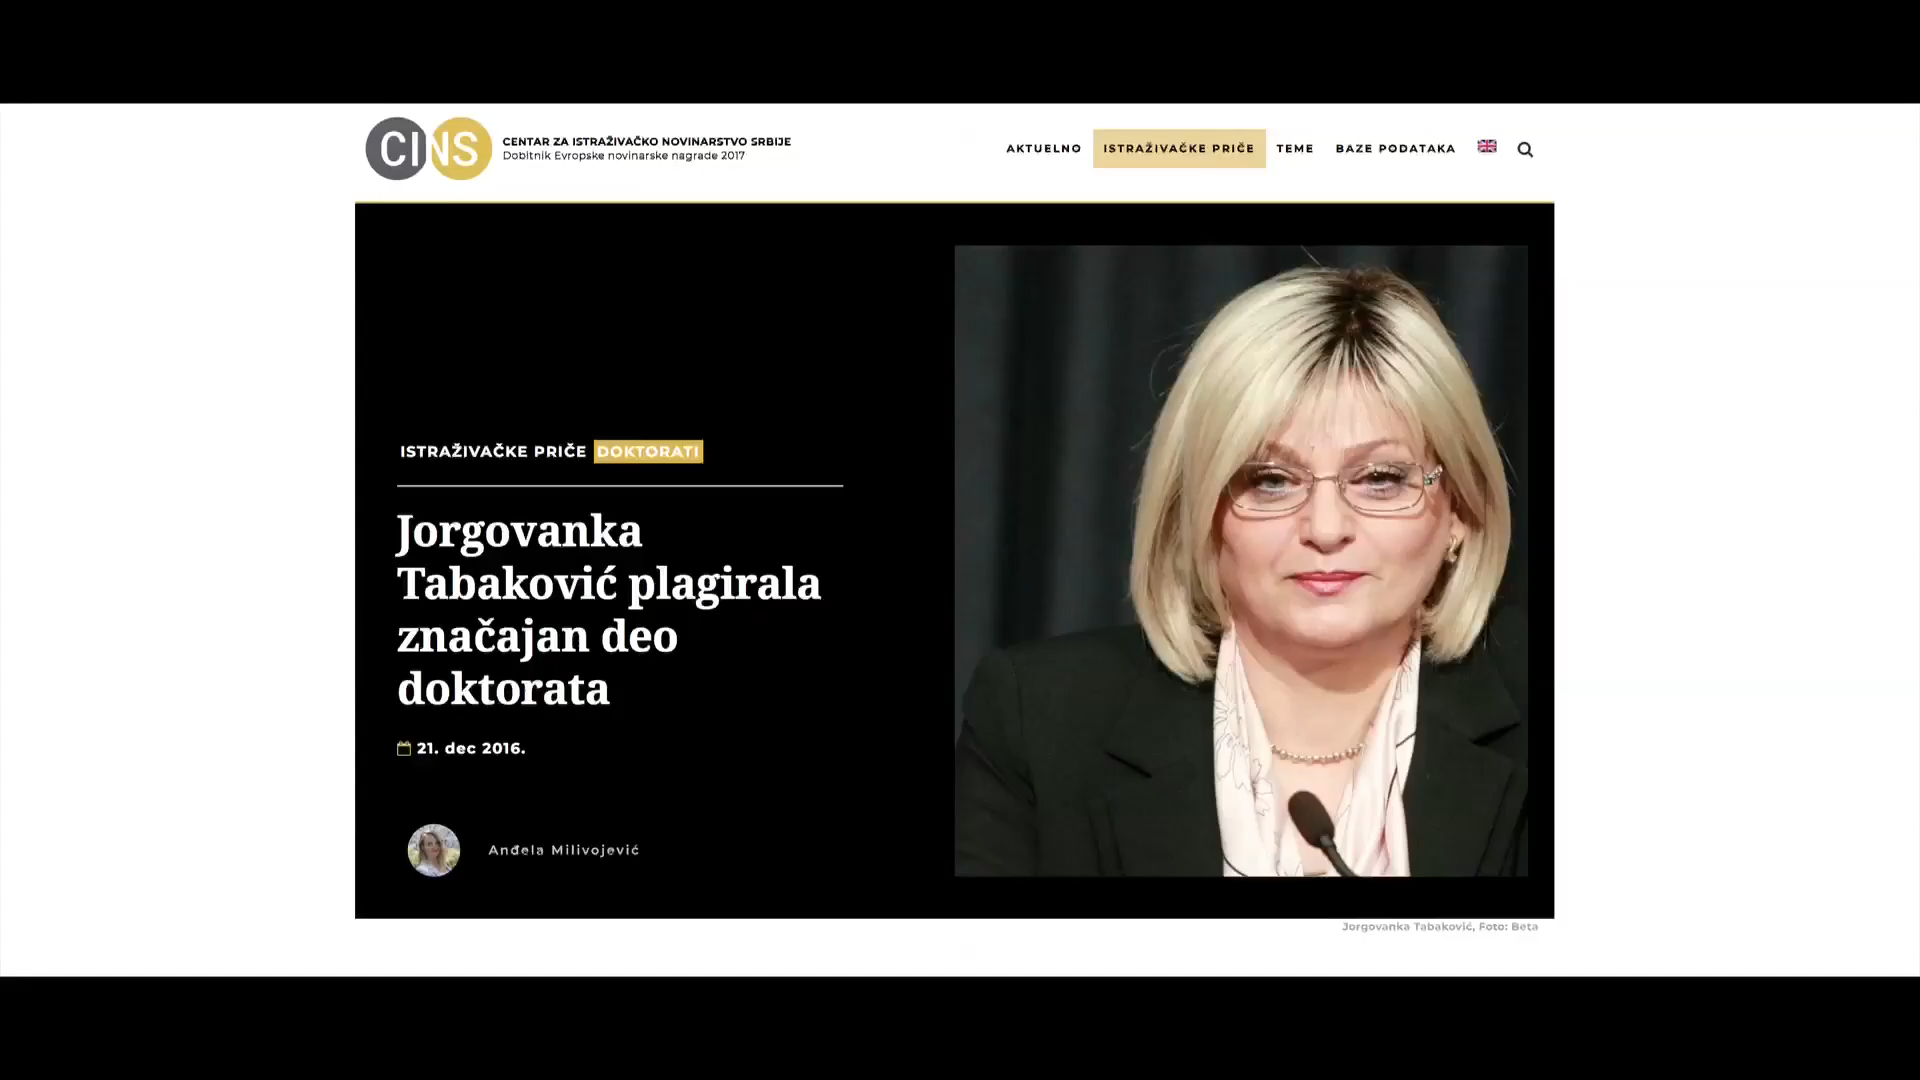 CINS
CENTAR ZA ISTRAŽIVAČKO NOVINARSTVO SRBIJE
Dobitnik Evropske novinarske nagrade 2017
AKTUELNO ISTRAŽIVAČKE PRIČE TEME BAZE PODATAKA
ISTRAŽIVAČKE PRIČE DOKTORATI
Jorgovanka
Tabaković plagirala
značajan deo
doktorata
21. dec 2016.
Anđela Milivojević
Jorgovanka Tabaković, Foto: Beta